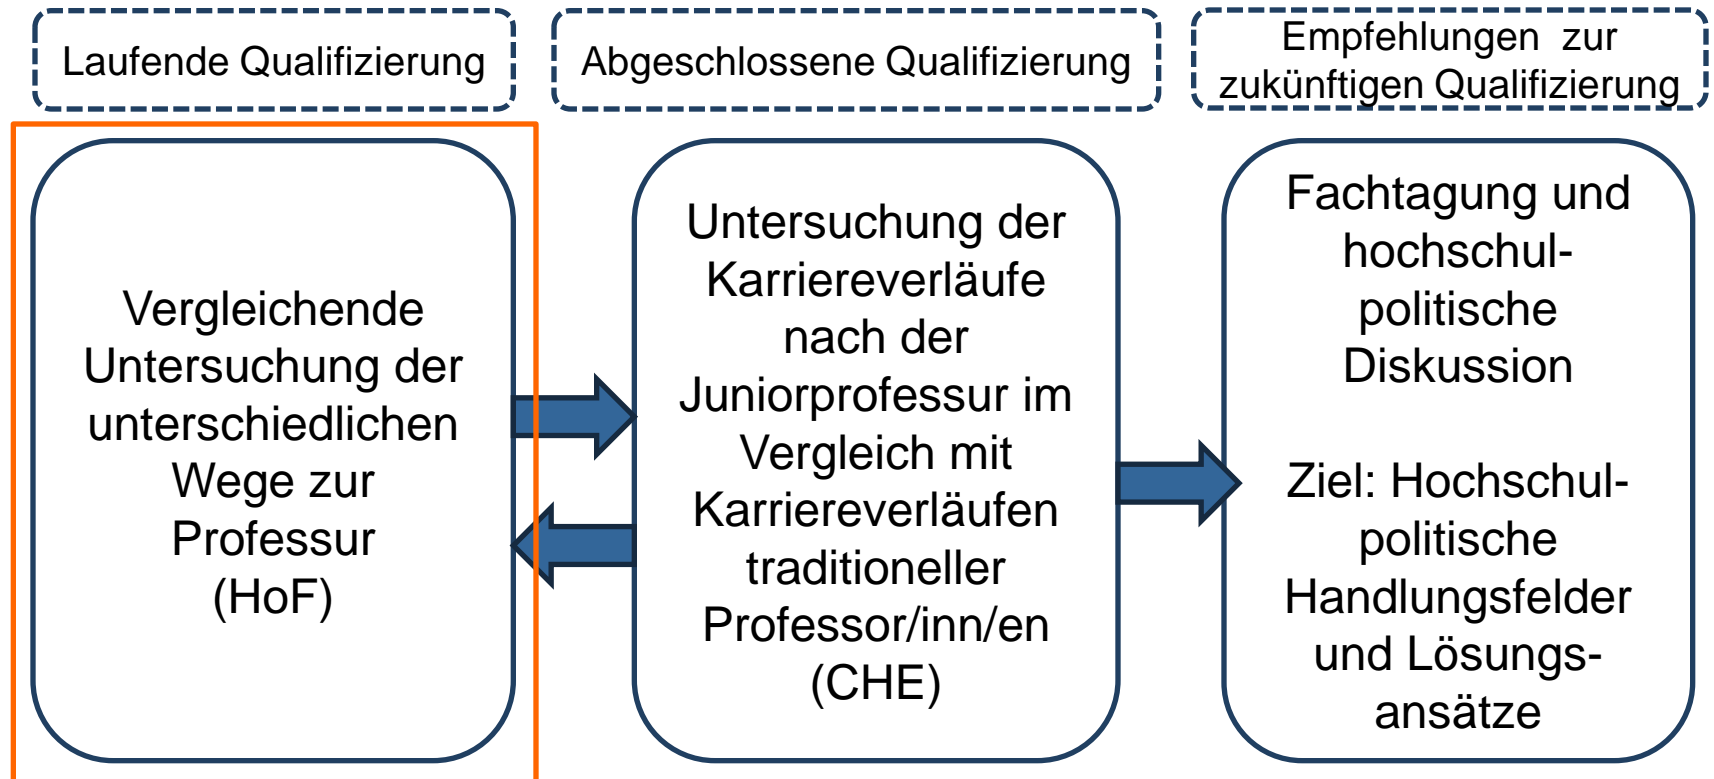 Laufende Qualifizierung
Abgeschlossene Qualifizierung
Empfehlungen zur
zukünftigen Qualifizierung
Vergleichende
Untersuchung der
unterschiedlichen
Wege zur
Professur
(HoF)
Untersuchung der
Karriereverläufe
nach der
Juniorprofessur im
Vergleich mit
Karriereverläufen
traditioneller
Professor/inn/en
(CHE)
Fachtagung und
hochschul-
politische
Diskussion
Ziel: Hochschul-
politische
Handlungsfelder
und Lösungs-
ansätze